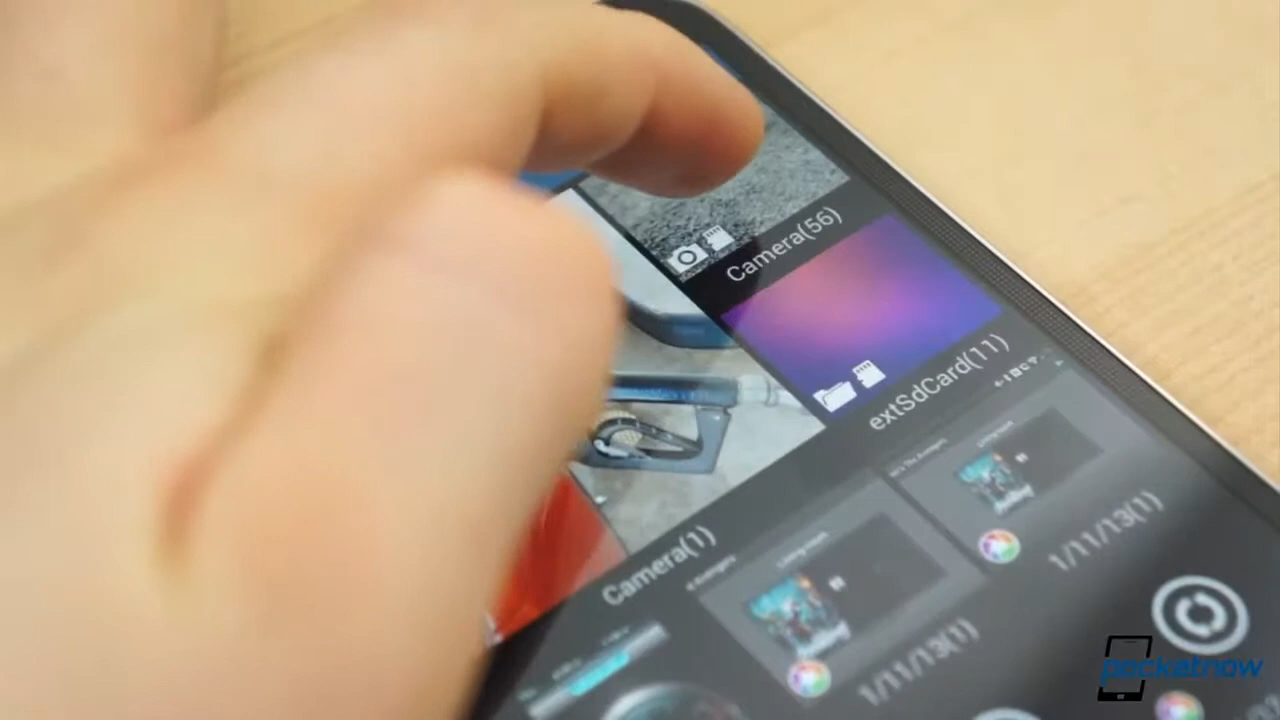 Camera(56)
extSdCard(11)
Camera(1)
1/11/13(1)
1/11/13(1)
pocketnow